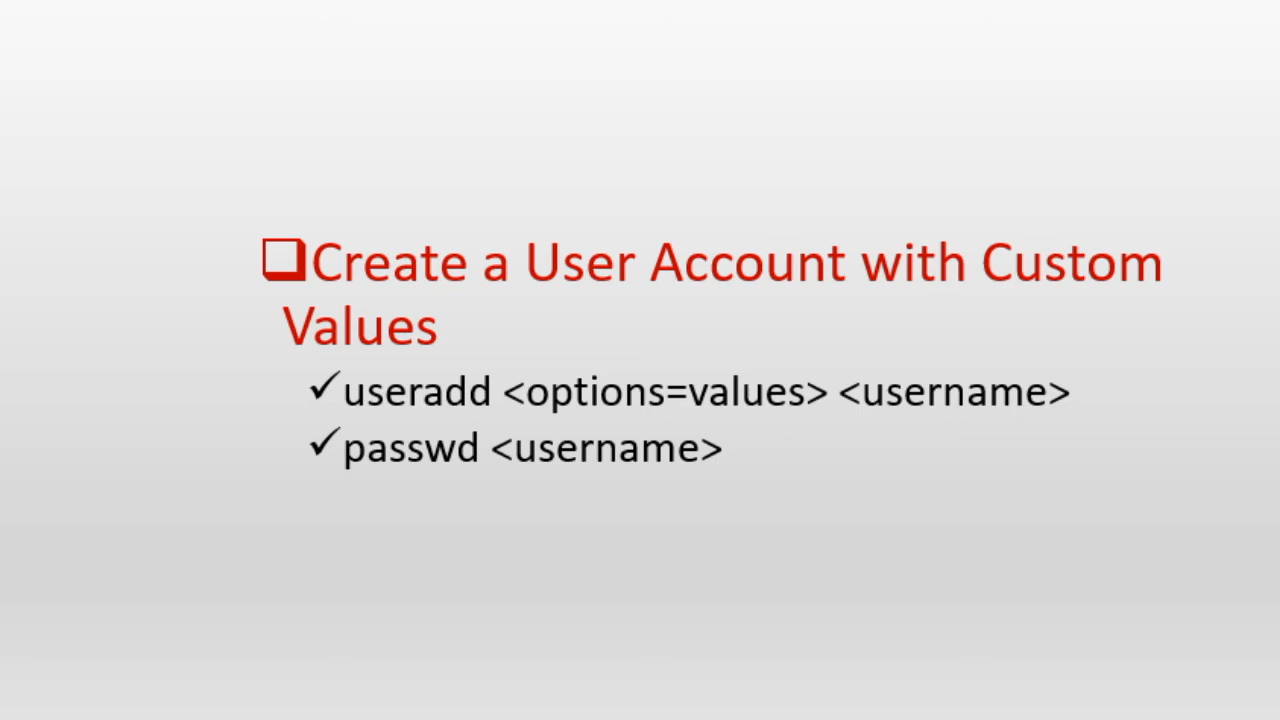 ❑Create a User Account with Custom
Values
✓useradd <options=values> <username>
✓passwd <username>